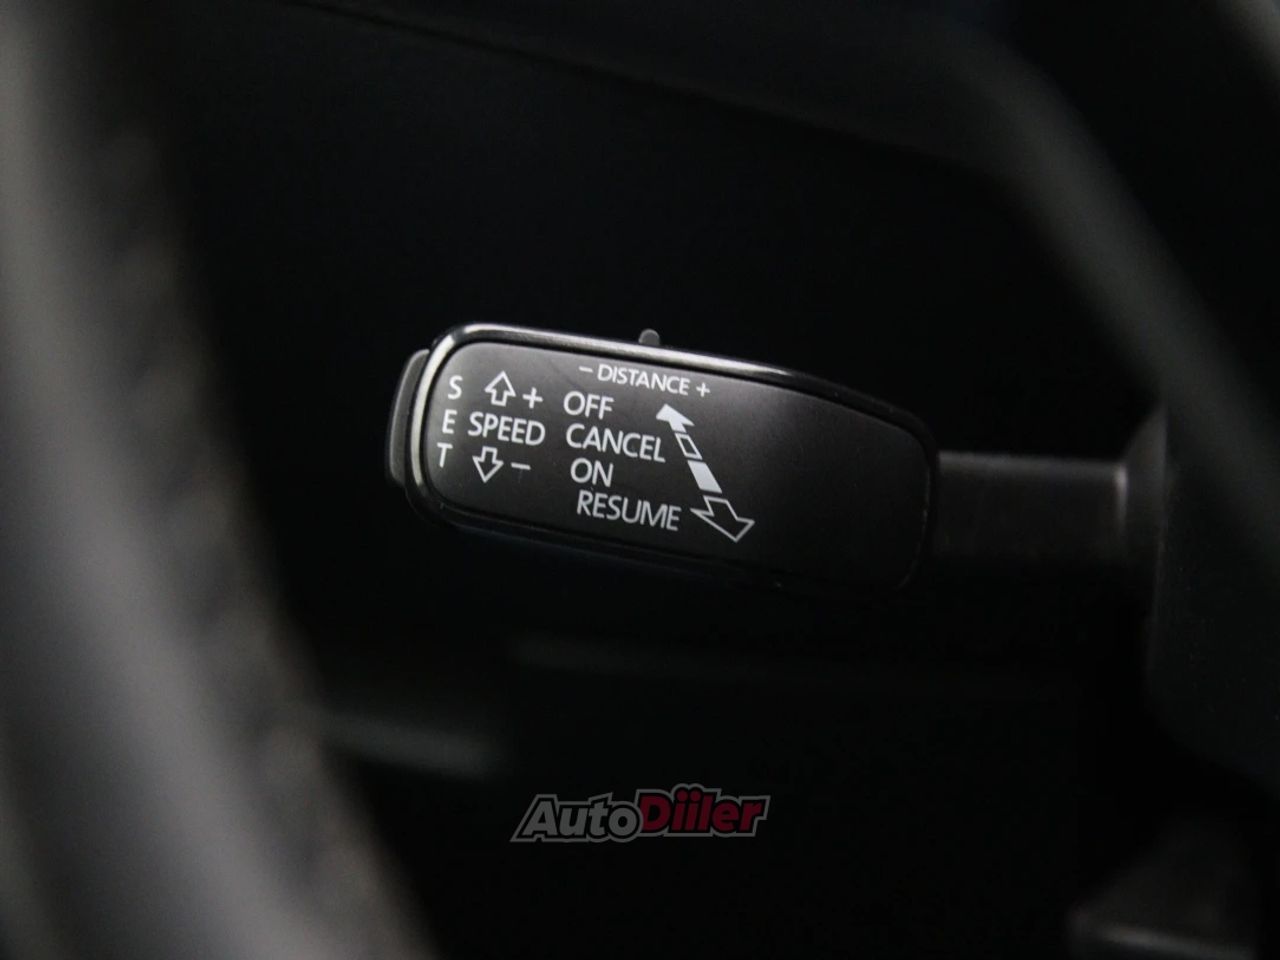 - DISTANCE +
S + OFF
E SPEED CANCEL
T - ON
RESUME
AutoDiiler